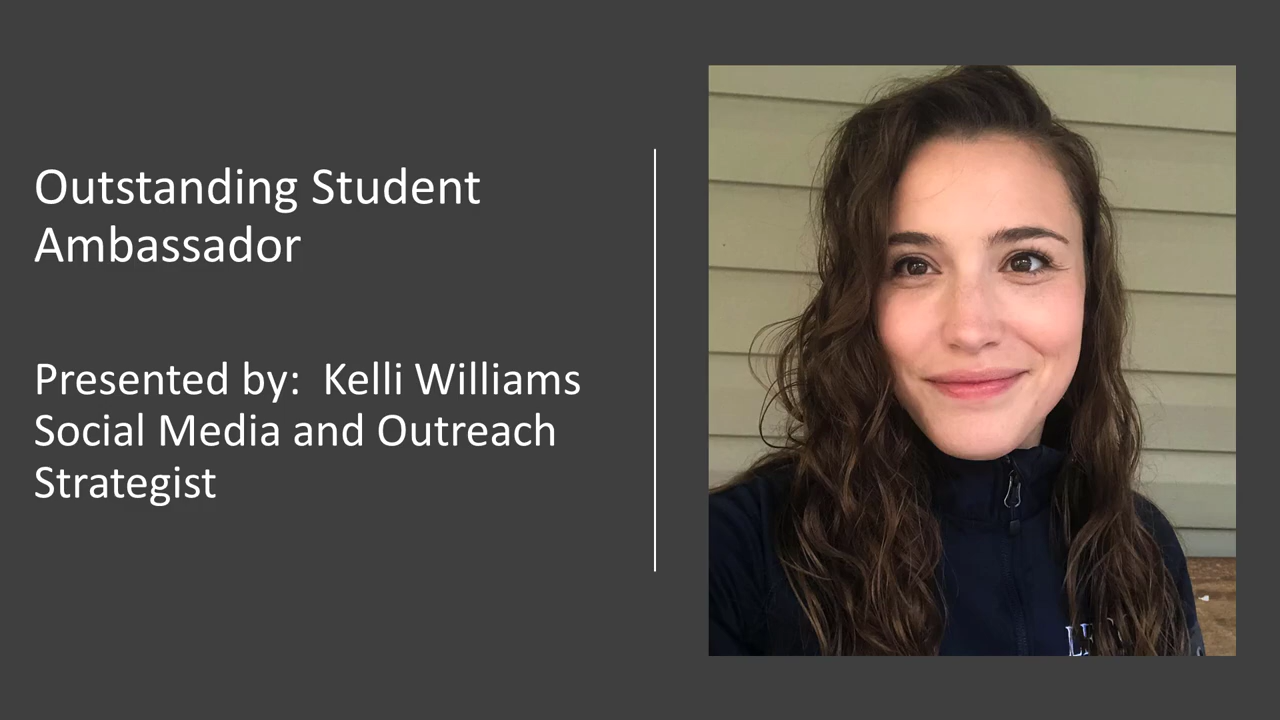 Outstanding Student
Ambassador
Presented by:  Kelli Williams
Social Media and Outreach
Strategist